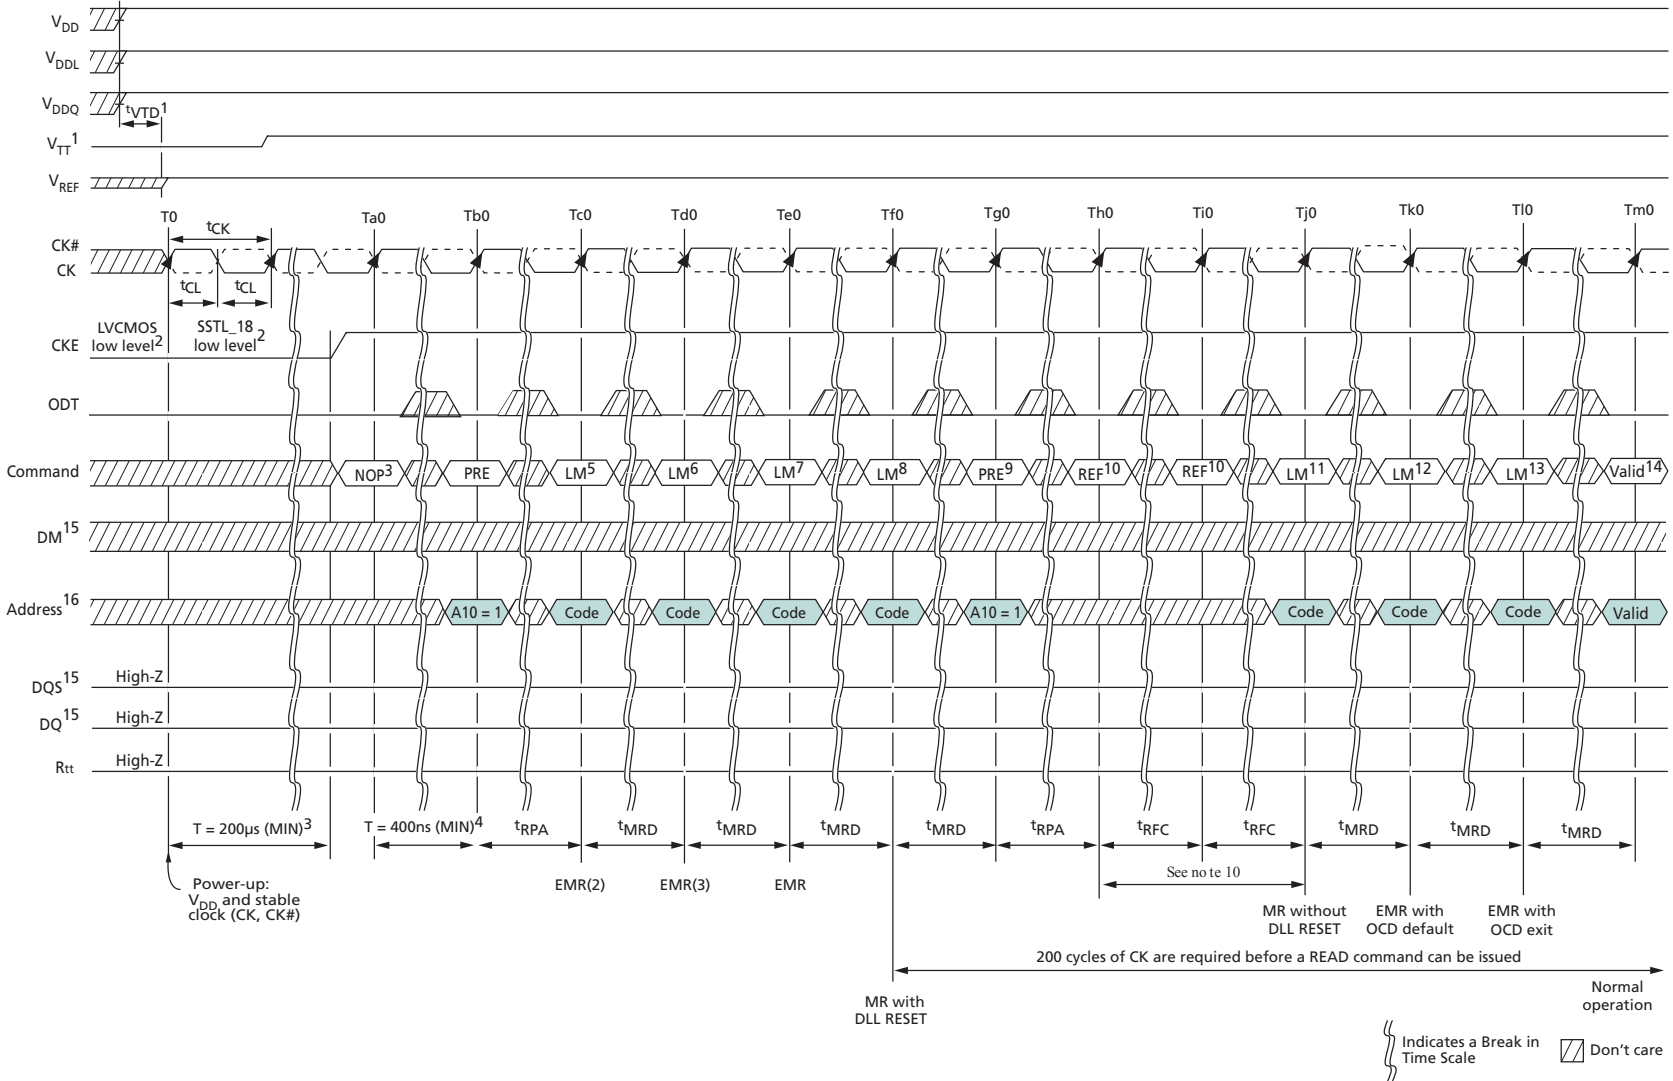 VDD
VDDL
VDDQ
tVTD1
VTT1
VREF
T0 Ta0 Tb0 Tc0 Td0 Te0 Tf0 Tg0 Th0 Ti0 Tj0 Tk0 Tl0 Tm0
tCK
CK#
CK
tCL tCL
LVCMOS
low level2
SSTL_18
low level2
CKE
ODT
Command NOP3 PRE LM5 LM6 LM7 LM8 PRE9 REF10 REF10 LM11 LM12 LM13 Valid14
DM15
Address16 A10 = 1 Code Code Code Code A10 = 1 Code Code Code Valid
DQS15 High-Z
DQ15 High-Z
Rtt High-Z
T = 200µs (MIN)3 T = 400ns (MIN)4 tRPA tMRD tMRD tMRD tMRD tRPA tRFC tRFC tMRD tMRD tMRD
See no te 10
Power-up:
VDD and stable
clock (CK, CK#)
EMR(2) EMR(3) EMR
MR without
DLL RESET
EMR with
OCD default
EMR with
OCD exit
200 cycles of CK are required before a READ command can be issued
MR with
DLL RESET
Normal
operation
Indicates a Break in
Time Scale
Don't care